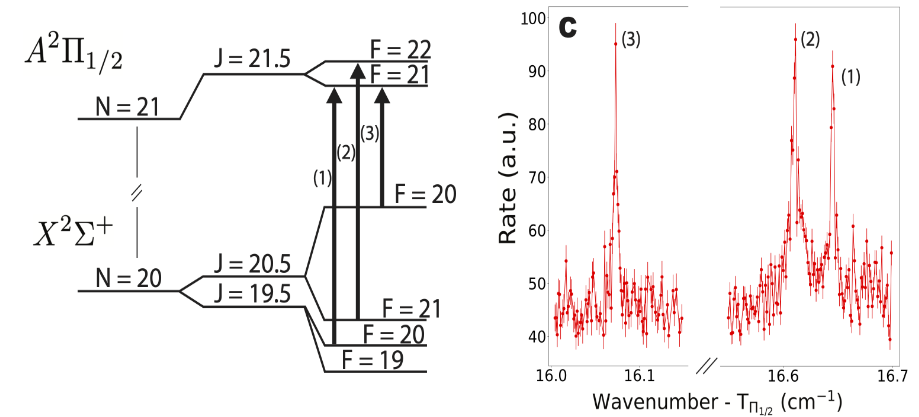 A²Π₁/₂
J = 21.5
F = 22
F = 21
N = 21
(1)
(2)
(3)
F = 20
X²Σ⁺
J = 20.5
N = 20
J = 19.5
F = 21
F = 20
F = 19
C
Rate (a.u.)
100
90
80
70
60
50
40
(3)
(2)
(1)
16.0
16.1
16.6
16.7
Wavenumber - T_Π₁/₂ (cm⁻¹)